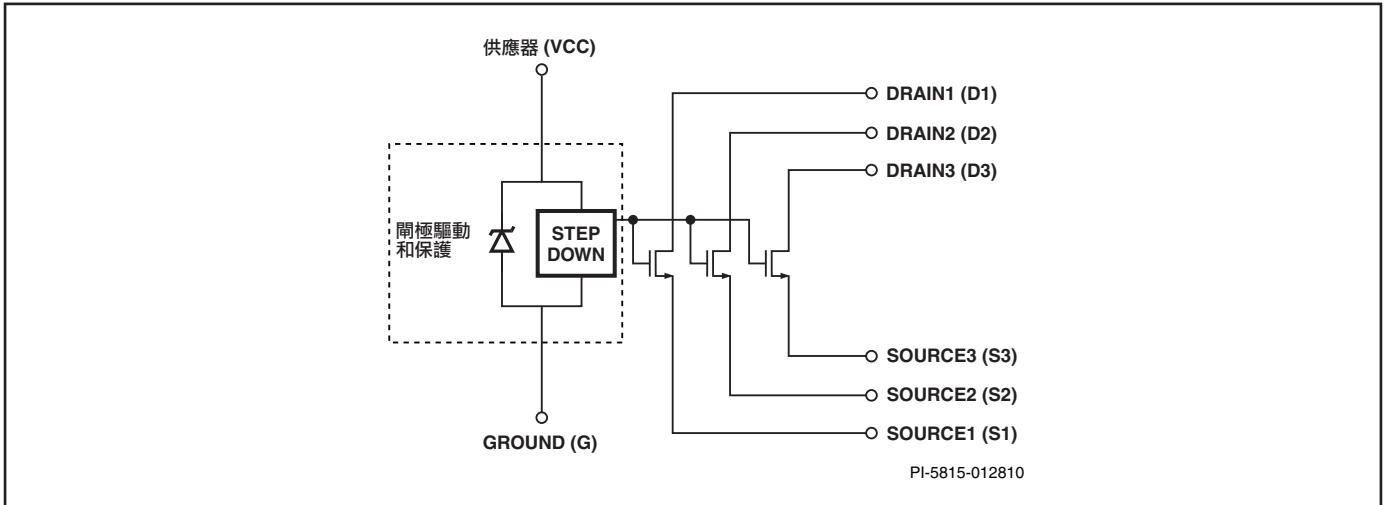 供應器 (VCC)
DRAIN1 (D1)
DRAIN2 (D2)
DRAIN3 (D3)
閘極驅動
和保護
STEP
DOWN
SOURCE3 (S3)
SOURCE2 (S2)
SOURCE1 (S1)
GROUND (G)
PI-5815-012810